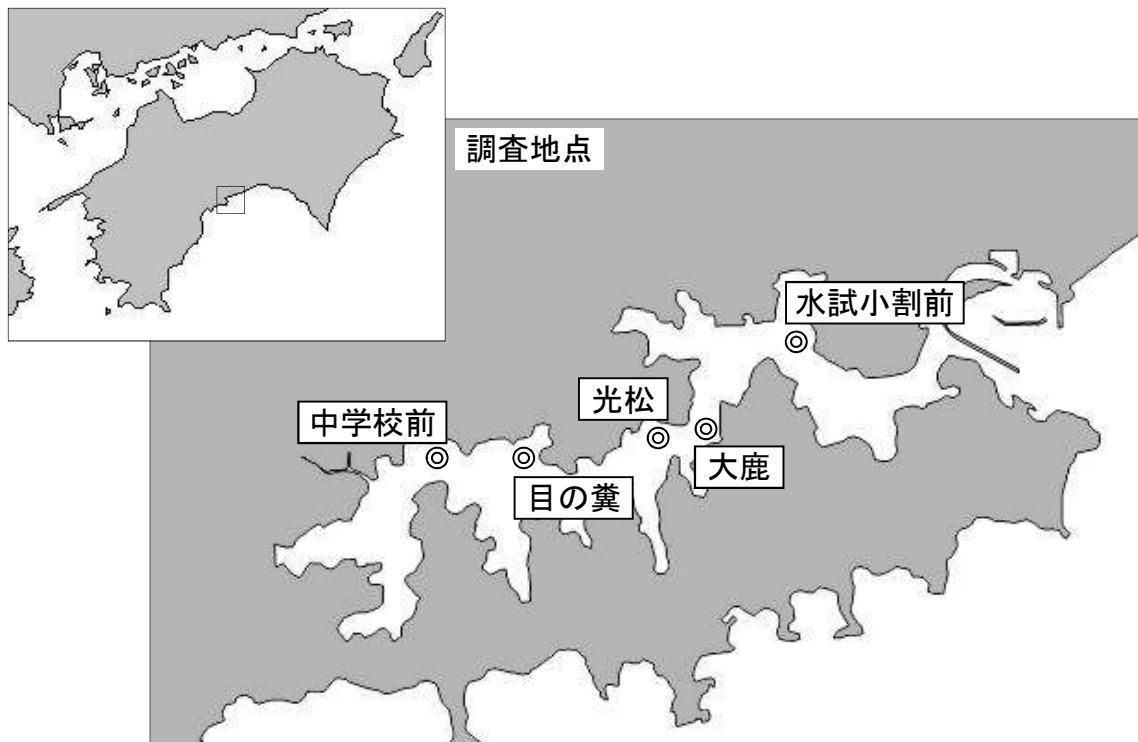 調査地点
水試小割前
光松
中学校前
大鹿
目の糞